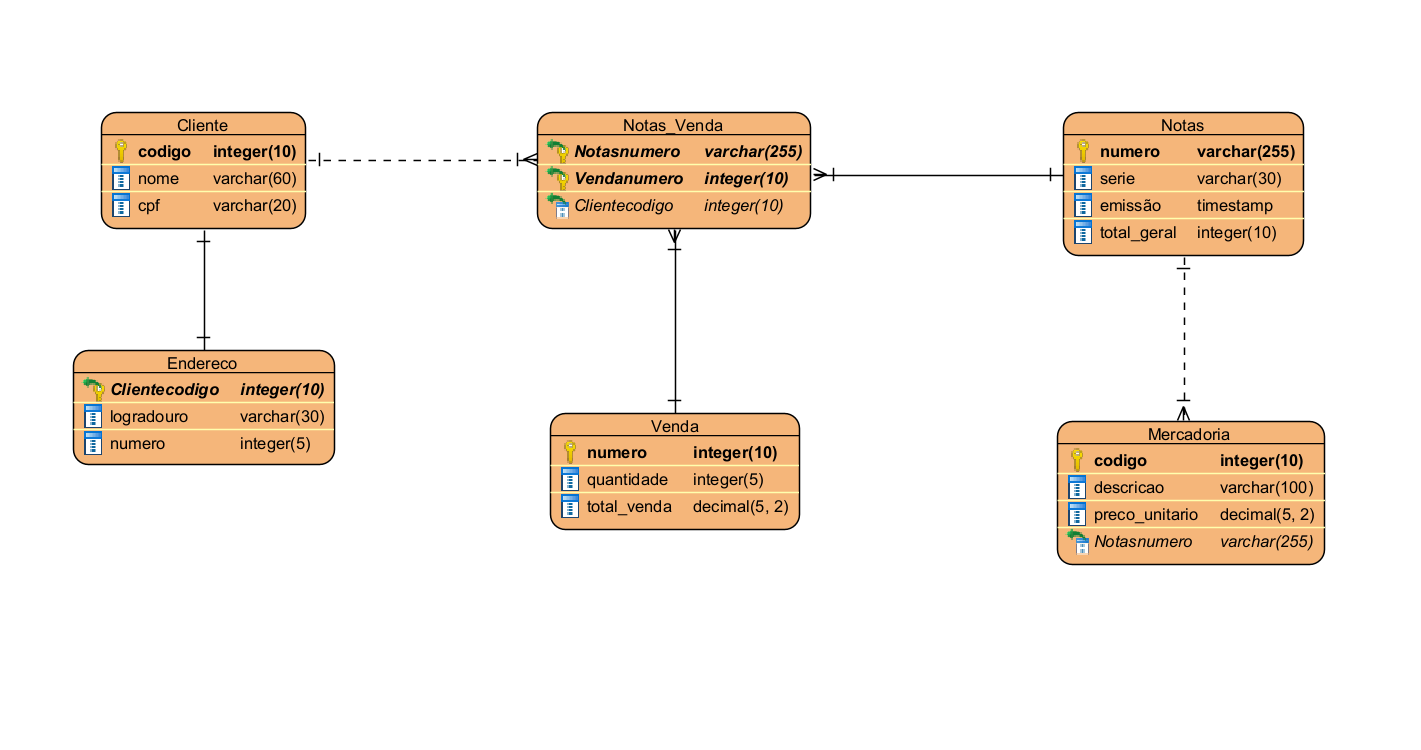 Cliente
codigo integer(10)
nome varchar(60)
cpf varchar(20)
Notas_Venda
Notasnumero varchar(255)
Vendanumero integer(10)
Clientecodigo integer(10)
Notas
numero varchar(255)
serie varchar(30)
emissão timestamp
total_geral integer(10)
Endereco
Clientecodigo integer(10)
logradouro varchar(30)
numero integer(5)
Venda
numero integer(10)
quantidade integer(5)
total_venda decimal(5, 2)
Mercadoria
codigo integer(10)
descricao varchar(100)
preco_unitario decimal(5, 2)
Notasnumero varchar(255)